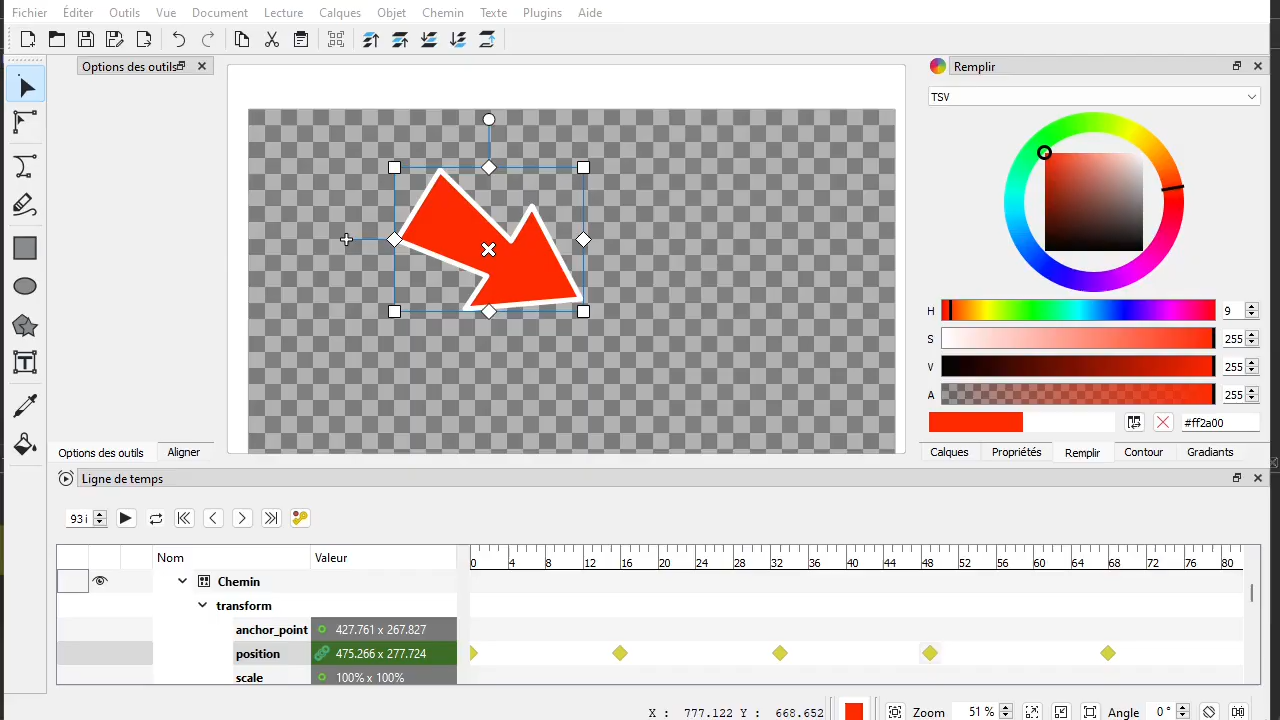 Fichier Éditer Outils Vue Document Lecture Calques Objet Chemin Texte Plugins Aide
Options des outils
Remplir
TSV
H 9
S 255
V 255
A 255
#ff2a00
Options des outils Aligner
Calques Propriétés Remplir Contour Gradients
Ligne de temps
93 i
Nom Valeur 0 4 8 12 16 20 24 28 32 36 40 44 48 52 56 60 64 68 72 76 80
Chemin
transform
anchor_point 427.761 x 267.827
position 475.266 x 277.724
scale 100% x 100%
X : 777.122 Y : 668.652 Zoom 51 % Angle 0 °